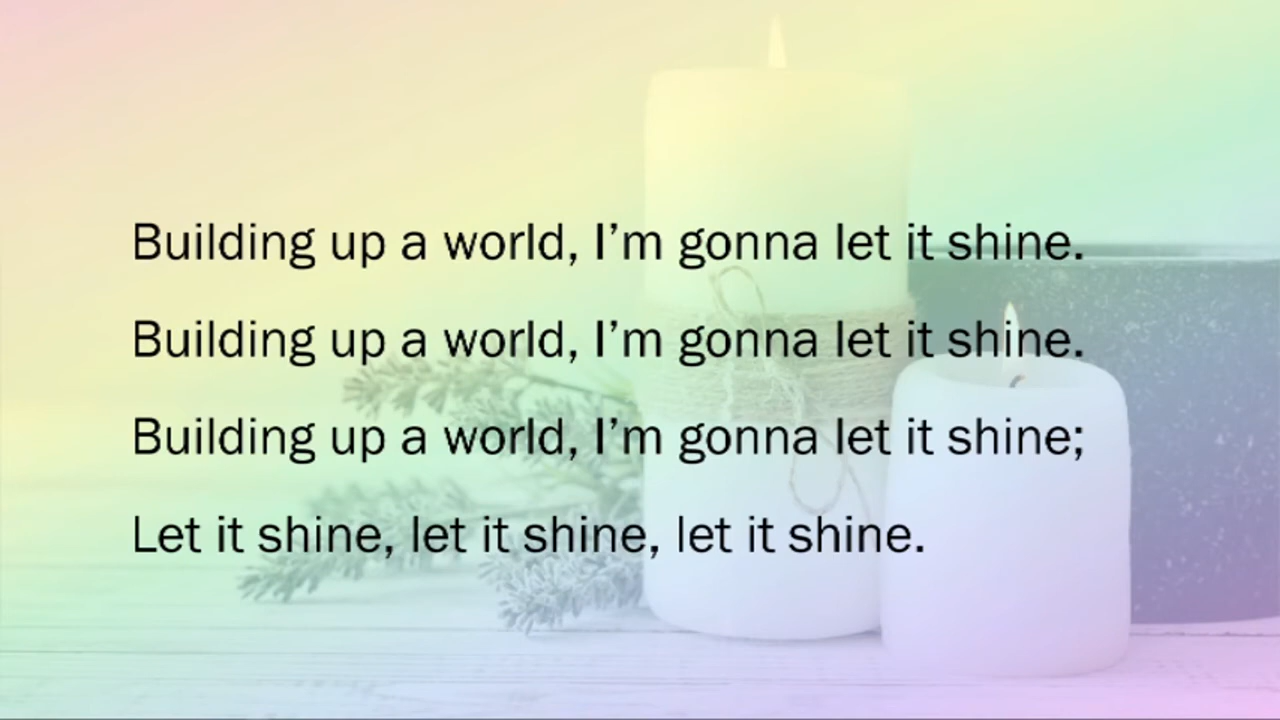 Building up a world, I’m gonna let it shine.
Building up a world, I’m gonna let it shine.
Building up a world, I’m gonna let it shine;
Let it shine, let it shine, let it shine.